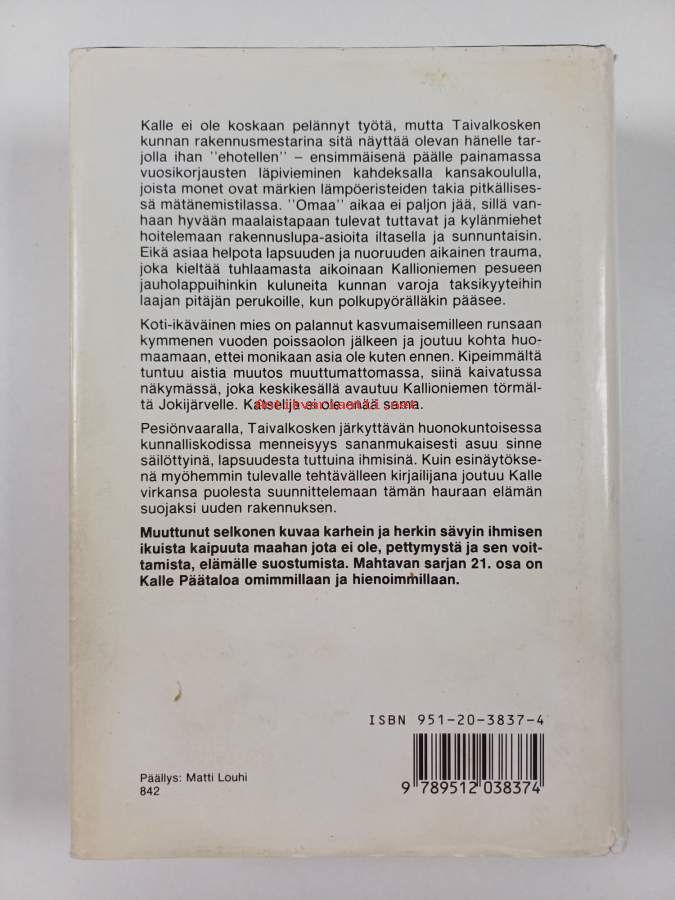 Kalle ei ole koskaan pelännyt työtä, mutta Taivalkosken
kunnan rakennusmestarina sitä näyttää olevan hänelle tar-
jolla ihan "ehotellen" – ensimmäisenä päälle painamassa
vuosikorjausten läpivieminen kahdeksalla kansakoululla,
joista monet ovat märkien lämpöeristeiden takia pitkällises-
sä mätänemistilassa. "Omaa" aikaa ei paljon jää, sillä van-
haan hyvään maalaistapaan tulevat tuttavat ja kylänmiehet
hoitelemaan rakennuslupa-asioita iltasella ja sunnuntaisin.
Eikä asiaa helpota lapsuuden ja nuoruuden aikainen trauma,
joka kieltää tuhlaamasta aikoinaan Kallioniemen pesueen
jauholappuihinkin kuluneita kunnan varoja taksikyyteihin
laajan pitäjän perukoille, kun polkupyörälläkin pääsee.
Koti-ikäväinen mies on palannut kasvumaisemilleen runsaan
kymmenen vuoden poissaolon jälkeen ja joutuu kohta huo-
maamaan, ettei monikaan asia ole kuten ennen. Kipeimmältä
tuntuu aistia muutos muuttumattomassa, siinä kaivatussa
näkymässä, joka keskikesällä avautuu Kallioniemen törmäl-
tä Jokijärvelle. Katselija ei ole enää sama.
Pesiönvaaralla, Taivalkosken järkyttävän huonokuntoisessa
kunnalliskodissa menneisyys sananmukaisesti asuu sinne
säilöttyinä, lapsuudesta tuttuina ihmisinä. Kuin esinäytökse-
nä myöhemmin tulevalle tehtävälleen kirjailijana joutuu Kalle
virkansa puolesta suunnittelemaan tämän hauraan elämän
suojaksi uuden rakennuksen.
Muuttunut selkonen kuvaa karhein ja herkin sävyin ihmisen
ikuista kaipuuta maahan jota ei ole, pettymystä ja sen voit-
tamista, elämälle suostumista. Mahtavan sarjan 21. osa on
Kalle Päätaloa omimmillaan ja hienoimmillaan.
ISBN 951-20-3837-4
9 789512 038374
Päällys: Matti Louhi
842